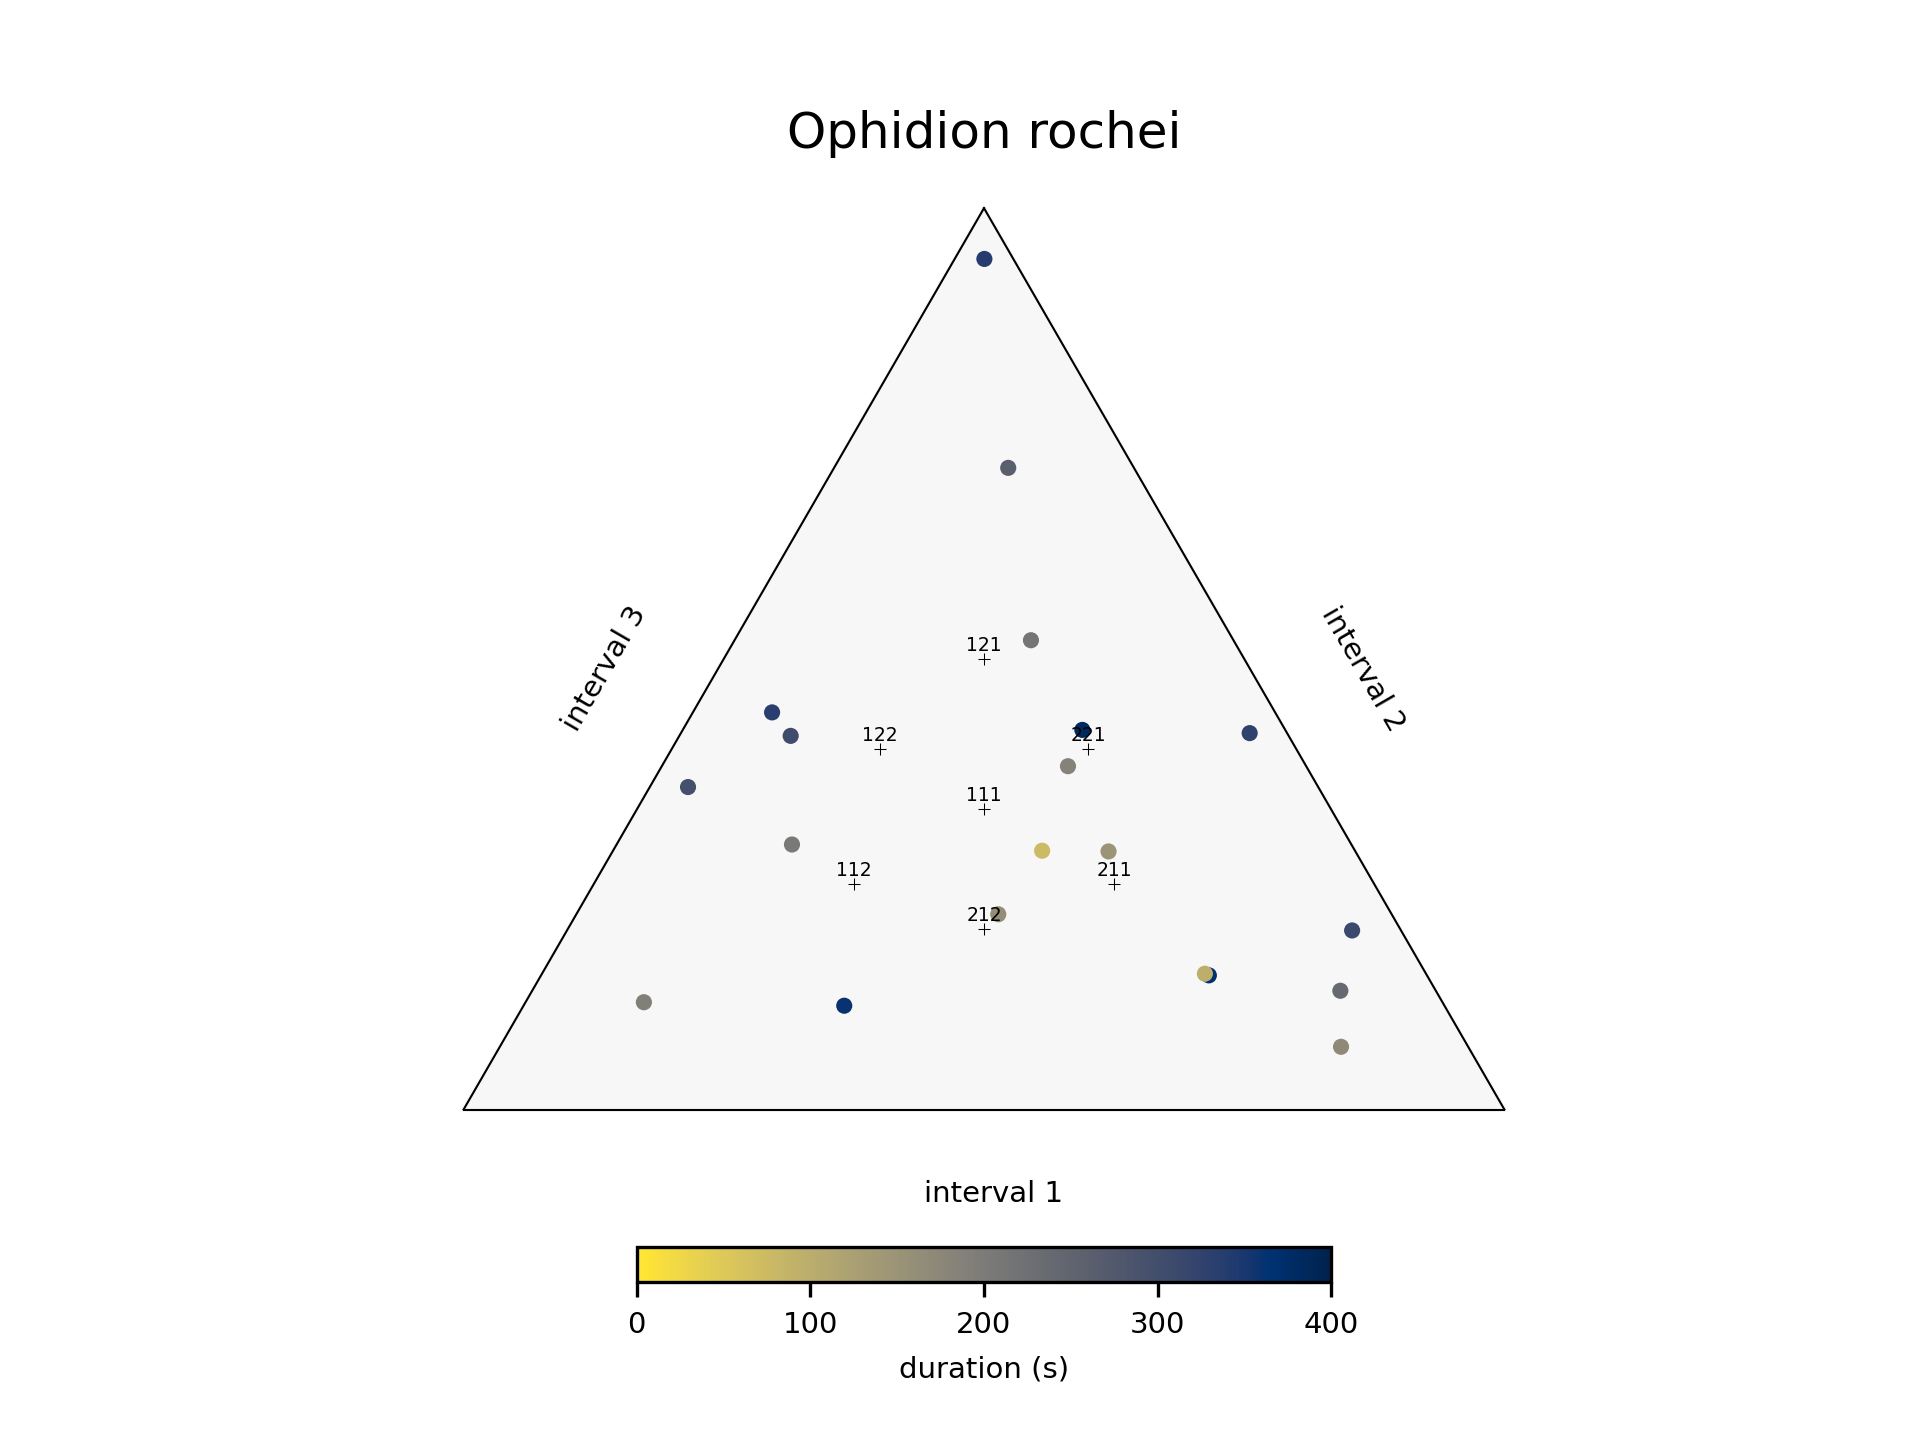 Ophidion rochei
interval 3
interval 2
121
122
221
111
112
211
212
interval 1
0 100 200 300 400
duration (s)